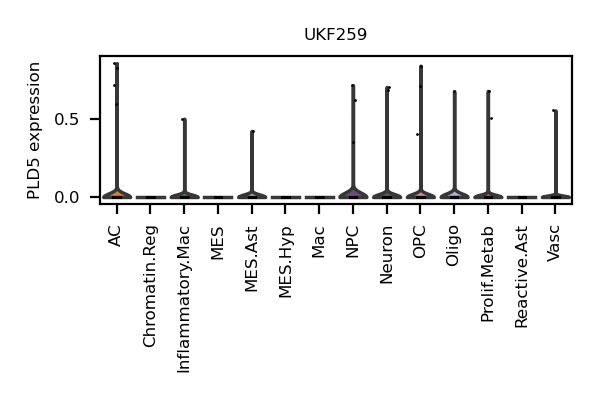 UKF259
PLD5 expression
0.5
0.0
AC
Chromatin.Reg
Inflammatory.Mac
MES
MES.Ast
MES.Hyp
Mac
NPC
Neuron
OPC
Oligo
Prolif.Metab
Reactive.Ast
Vasc